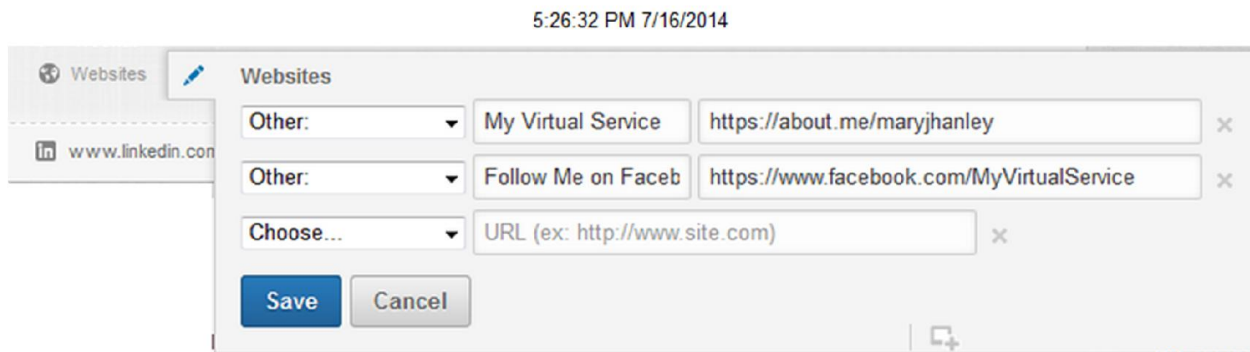 5:26:32 PM 7/16/2014
Websites
Websites
Other: My Virtual Service https://about.me/maryjhanley
www.linkedin.com
Other: Follow Me on Faceb https://www.facebook.com/MyVirtualService
Choose... URL (ex: http://www.site.com)
Save Cancel